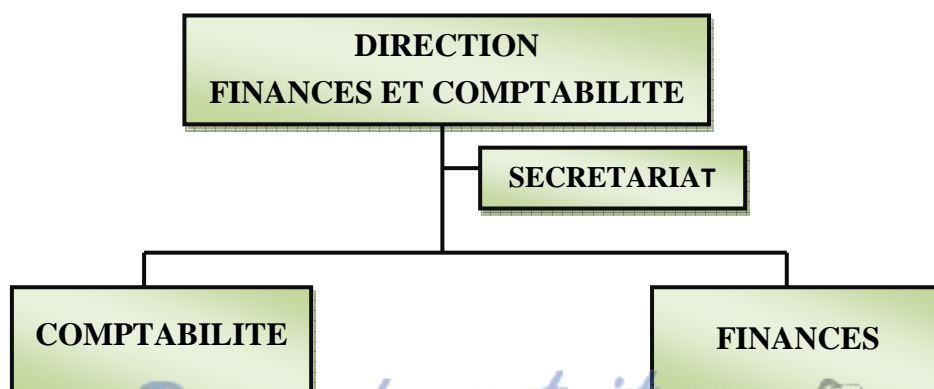 DIRECTION
FINANCES ET COMPTABILITE
SECRETARIAT
COMPTABILITE
FINANCES